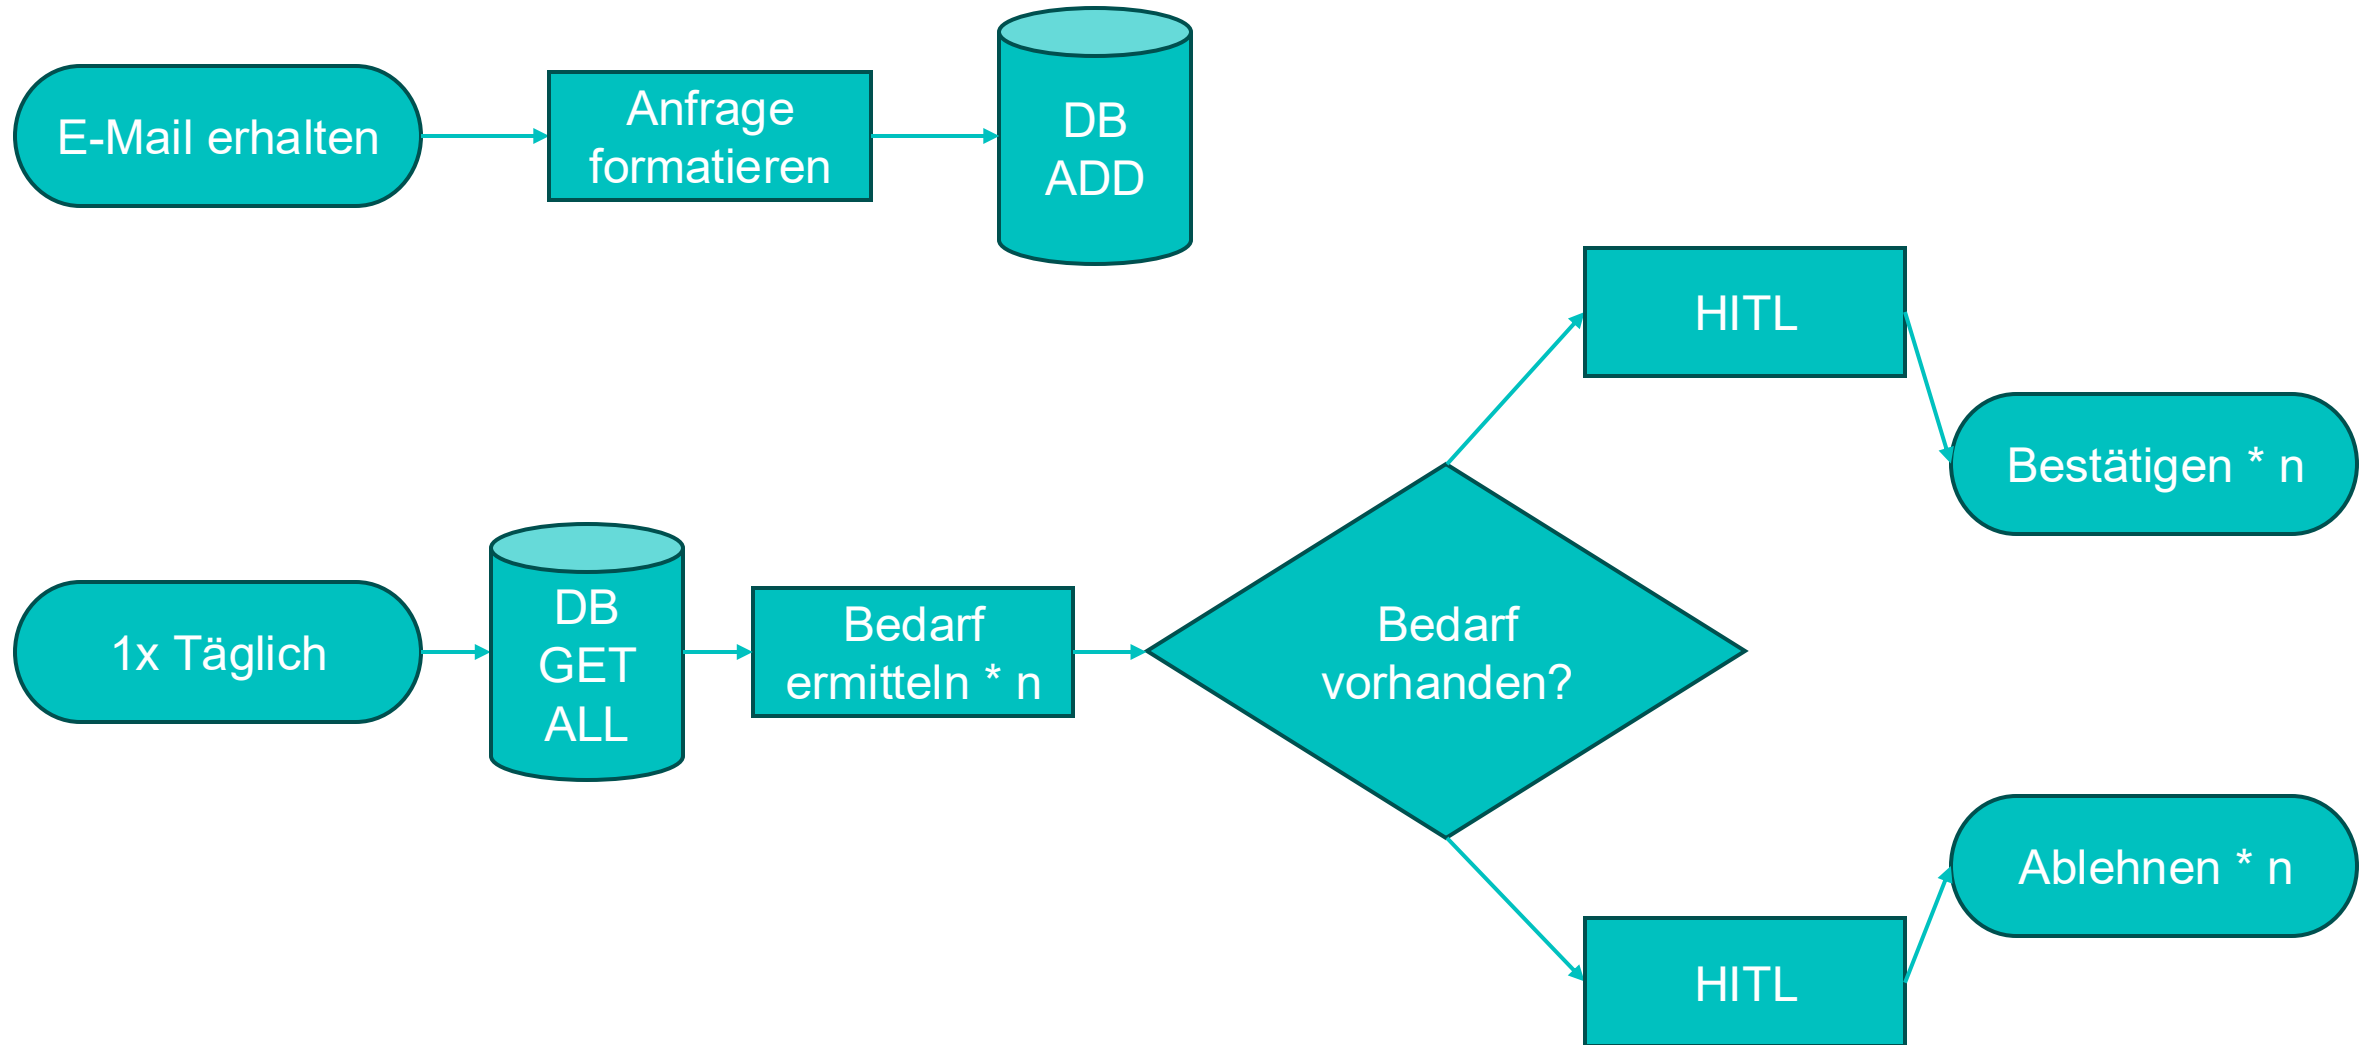 E-Mail erhalten
Anfrage
formatieren
DB
ADD
1x Täglich
DB
GET
ALL
Bedarf
ermitteln * n
Bedarf
vorhanden?
HITL
Bestätigen * n
HITL
Ablehnen * n